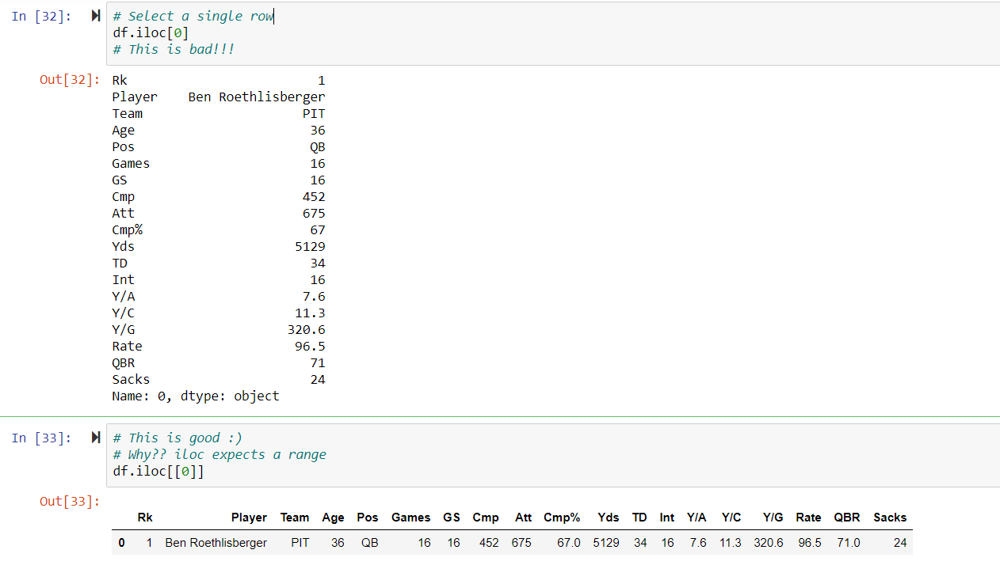 In [32]: # Select a single row
df.iloc[0]
# This is bad!!!
Out[32]: Rk 1
Player Ben Roethlisberger
Team PIT
Age 36
Pos QB
Games 16
GS 16
Cmp 452
Att 675
Cmp% 67
Yds 5129
TD 34
Int 16
Y/A 7.6
Y/C 11.3
Y/G 320.6
Rate 96.5
QBR 71
Sacks 24
Name: 0, dtype: object
In [33]: # This is good :)
# Why?? iloc expects a range
df.iloc[[0]]
Out[33]:
Rk Player Team Age Pos Games GS Cmp Att Cmp% Yds TD Int Y/A Y/C Y/G Rate QBR Sacks
0 1 Ben Roethlisberger PIT 36 QB 16 16 452 675 67.0 5129 34 16 7.6 11.3 320.6 96.5 71.0 24